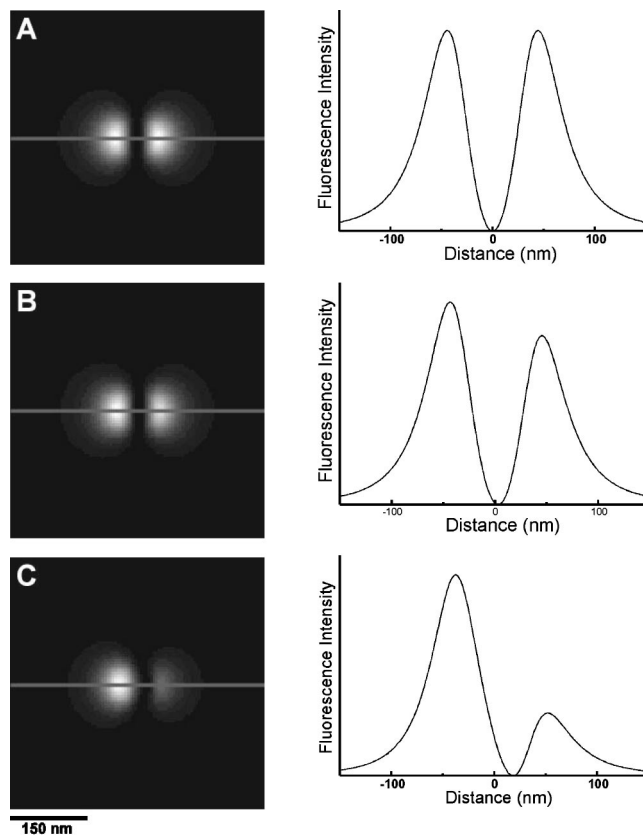 A
Fluorescence Intensity
-100 0 100
Distance (nm)
B
Fluorescence Intensity
-100 0 100
Distance (nm)
C
Fluorescence Intensity
-100 0 100
Distance (nm)
150 nm